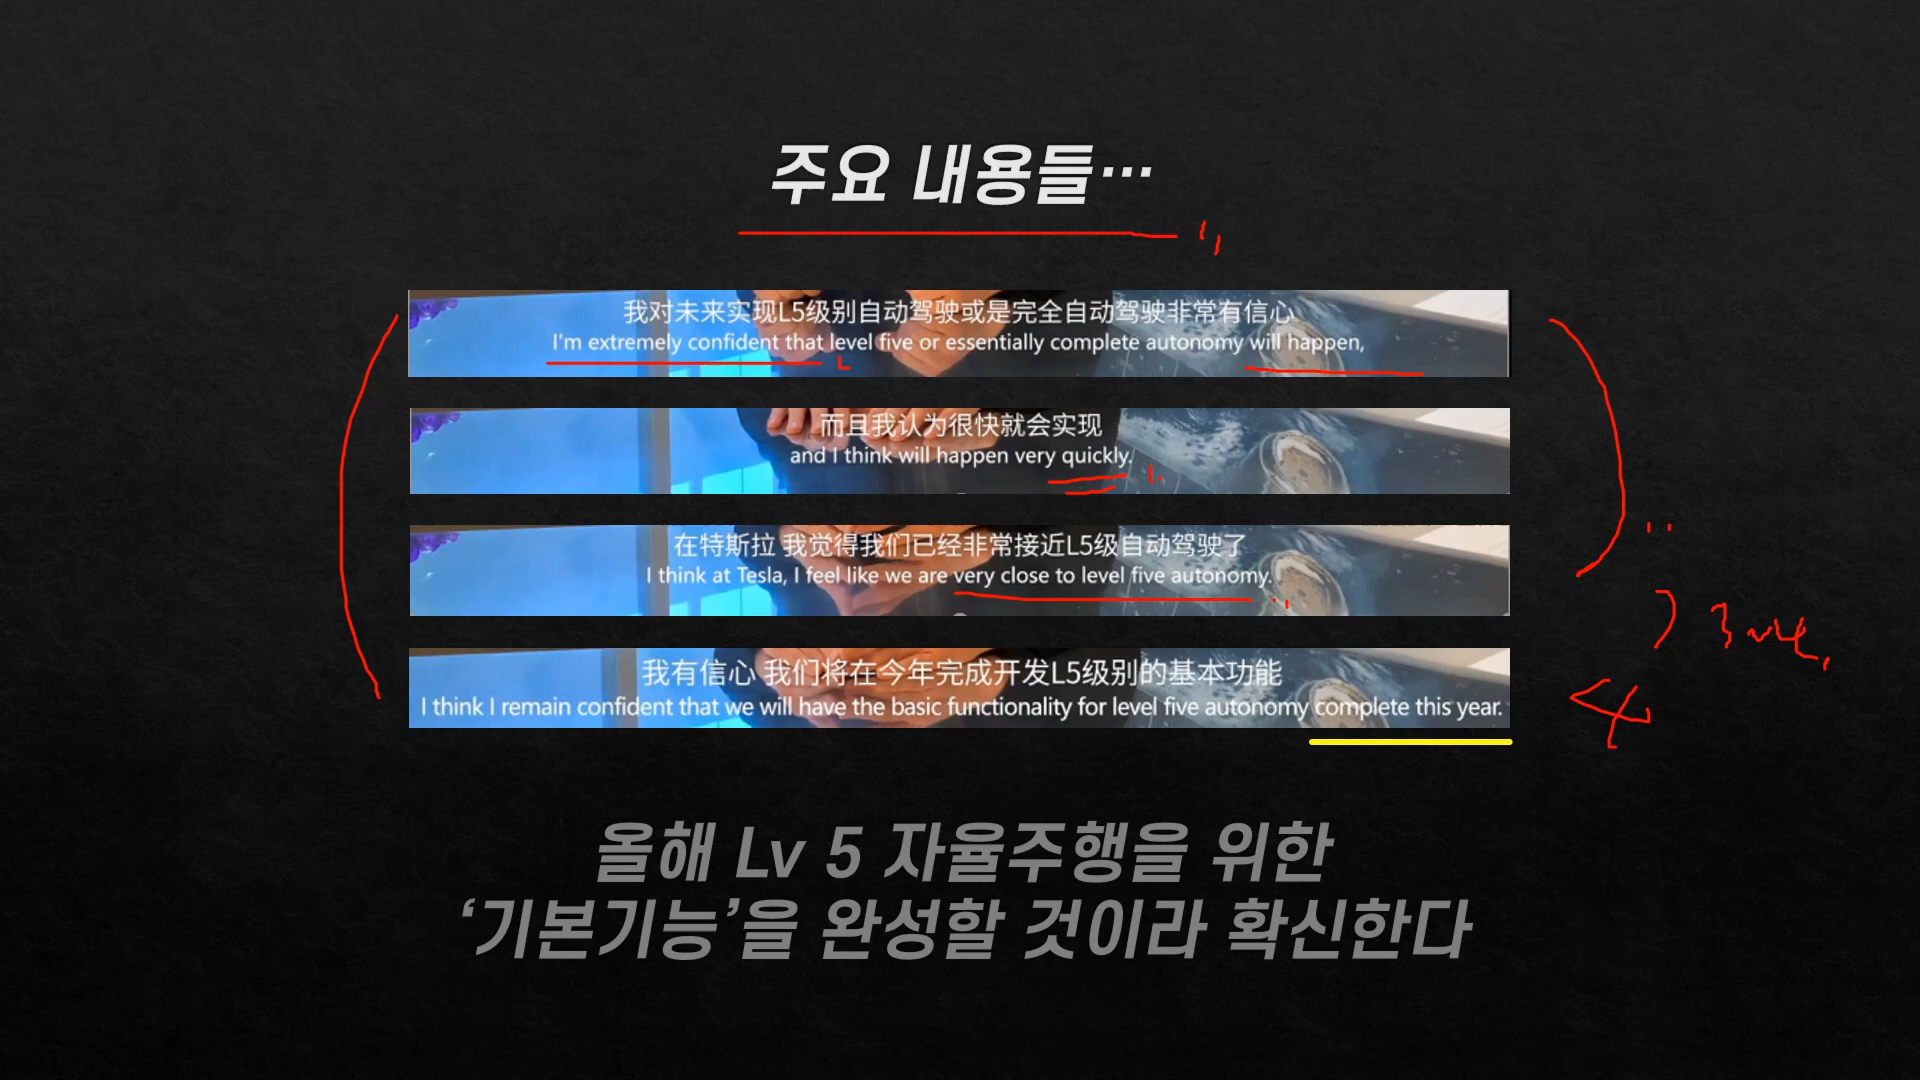 주요 내용들…
我对未来实现L5级别自动驾驶或是完全自动驾驶非常有信心
I'm extremely confident that level five or essentially complete autonomy will happen,
而且我认为很快就会实现
and I think will happen very quickly.
在特斯拉 我觉得我们已经非常接近L5级自动驾驶了
I think at Tesla, I feel like we are very close to level five autonomy.
我有信心 我们将在今年完成开发L5级别的基本功能
I think I remain confident that we will have the basic functionality for level five autonomy complete this year.
올해 Lv 5 자율주행을 위한
‘기본기능’을 완성할 것이라 확신한다